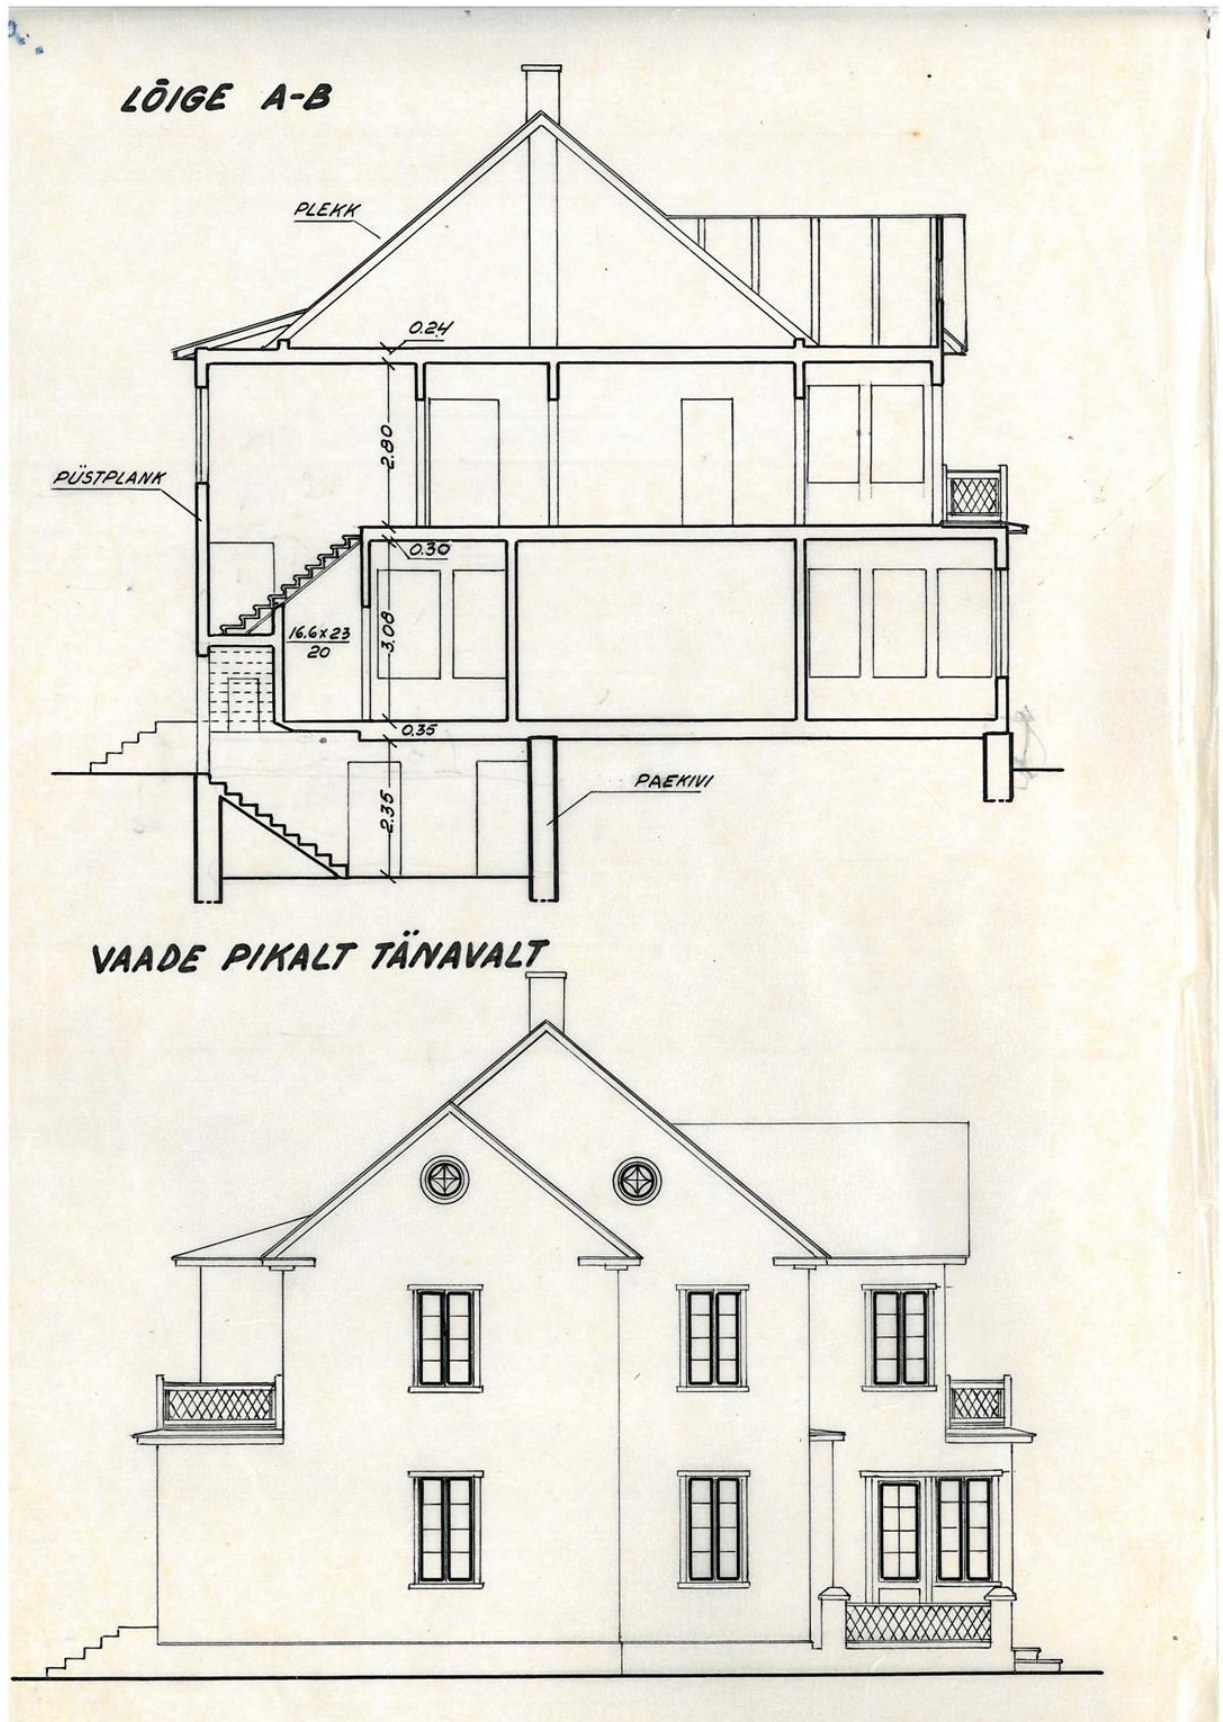 LÕIGE A-B
PLEKK
0.24
2.80
PÜSTPLANK
0.30
16.6x23
20
3.08
0.35
PAEKIVI
2.35
VAADE PIKALT TÄNAVALT